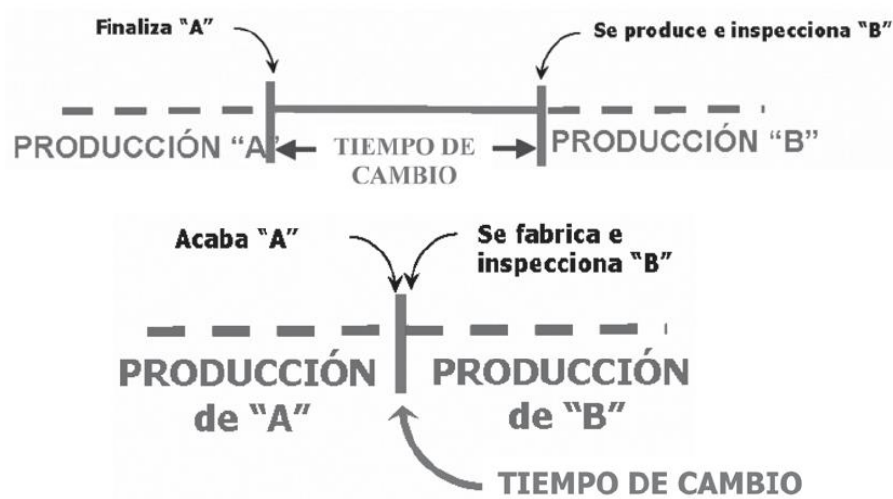 Finaliza “A”
Se produce e inspecciona “B”
PRODUCCIÓN “A”
TIEMPO DE
CAMBIO
PRODUCCIÓN “B”
Acaba “A”
Se fabrica e
inspecciona “B”
PRODUCCIÓN
de “A”
PRODUCCIÓN
de “B”
TIEMPO DE CAMBIO